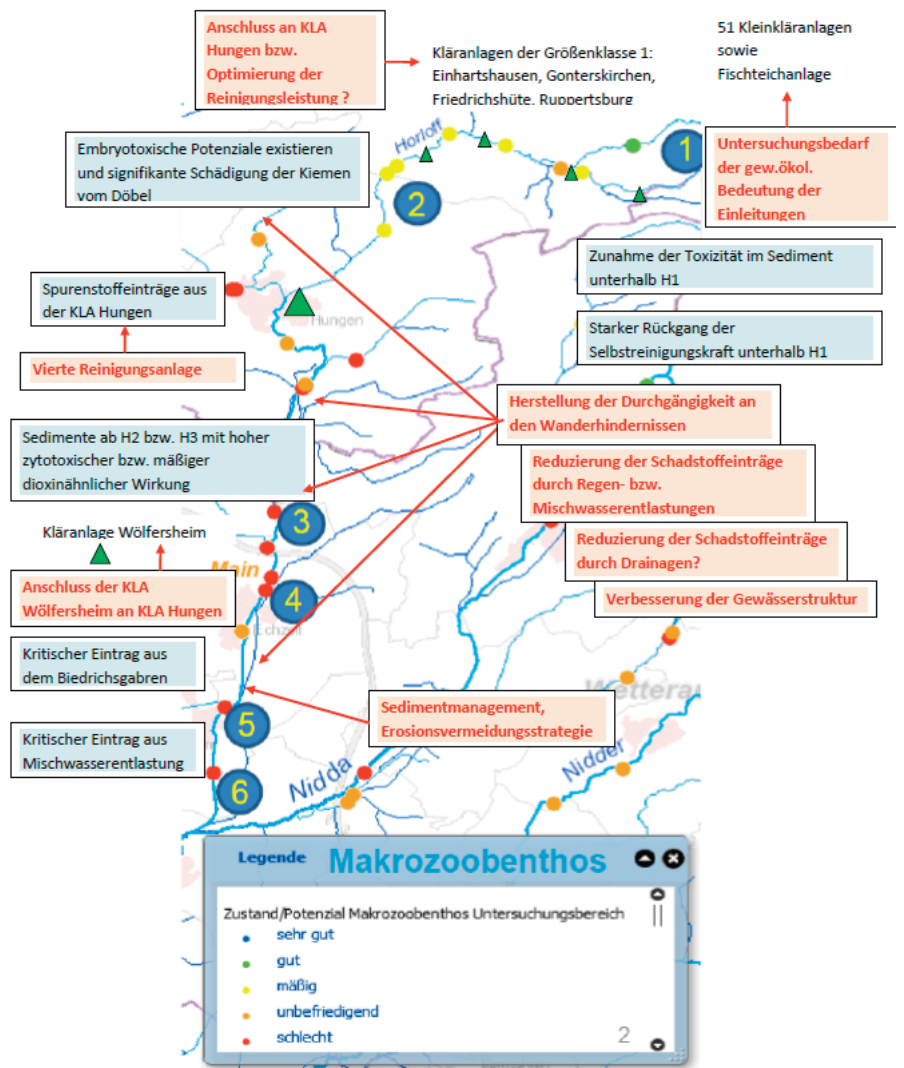 Anschluss an KLA
Hungen bzw.
Optimierung der
Reinigungsleistung ?
Kläranlagen der Größenklasse 1:
Einhartshausen, Gonterskirchen,
Friedrichshüte, Ruppertsburg
51 Kleinkläranlagen
sowie
Fischteichanlage
Untersuchungsbedarf
der gew.ökol.
Bedeutung der
Einleitungen
Embryotoxische Potenziale existieren
und signifikante Schädigung der Kiemen
vom Döbel
Horloff
1
2
Zunahme der Toxizität im Sediment
unterhalb H1
Spurenstoffeinträge aus
der KLA Hungen
Hungen
Starker Rückgang der
Selbstreinigungskraft unterhalb H1
Vierte Reinigungsanlage
Herstellung der Durchgängigkeit an
den Wanderhindernissen
Sedimente ab H2 bzw. H3 mit hoher
zytotoxischer bzw. mäßiger
dioxinähnlicher Wirkung
Reduzierung der Schadstoffeinträge
durch Regen- bzw.
Mischwasserentlastungen
3
Kläranlage Wölfersheim
Reduzierung der Schadstoffeinträge
durch Drainagen?
Main
Anschluss der KLA
Wölfersheim an KLA Hungen
4
Verbesserung der Gewässerstruktur
Echzell
Kritischer Eintrag aus
dem Biedrichsgabren
Wetterau
Sedimentmanagement,
Erosionsvermeidungsstrategie
5
Kritischer Eintrag aus
Mischwasserentlastung
6
Nidda
Nidder
Legende
Makrozoobenthos
Zustand/Potenzial Makrozoobenthos Untersuchungsbereich
sehr gut
gut
mäßig
unbefriedigend
schlecht
2